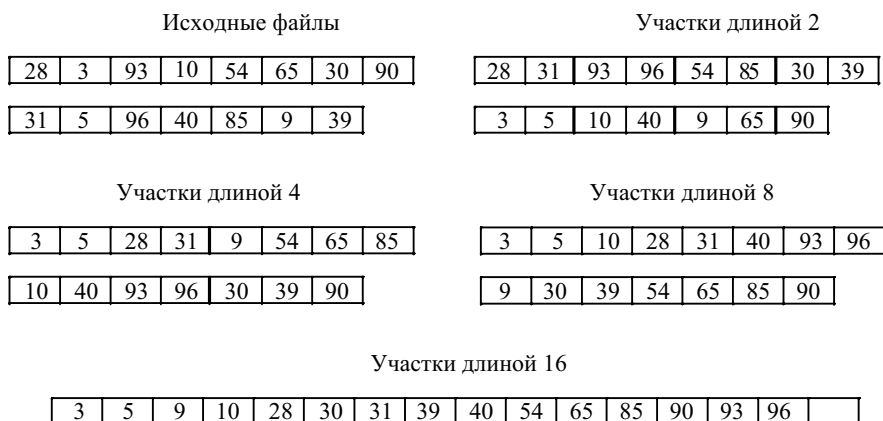 Исходные файлы
28 3 93 10 54 65 30 90
31 5 96 40 85 9 39
Участки длиной 2
28 31 93 96 54 85 30 39
3 5 10 40 9 65 90
Участки длиной 4
3 5 28 31 9 54 65 85
10 40 93 96 30 39 90
Участки длиной 8
3 5 10 28 31 40 93 96
9 30 39 54 65 85 90
Участки длиной 16
3 5 9 10 28 30 31 39 40 54 65 85 90 93 96